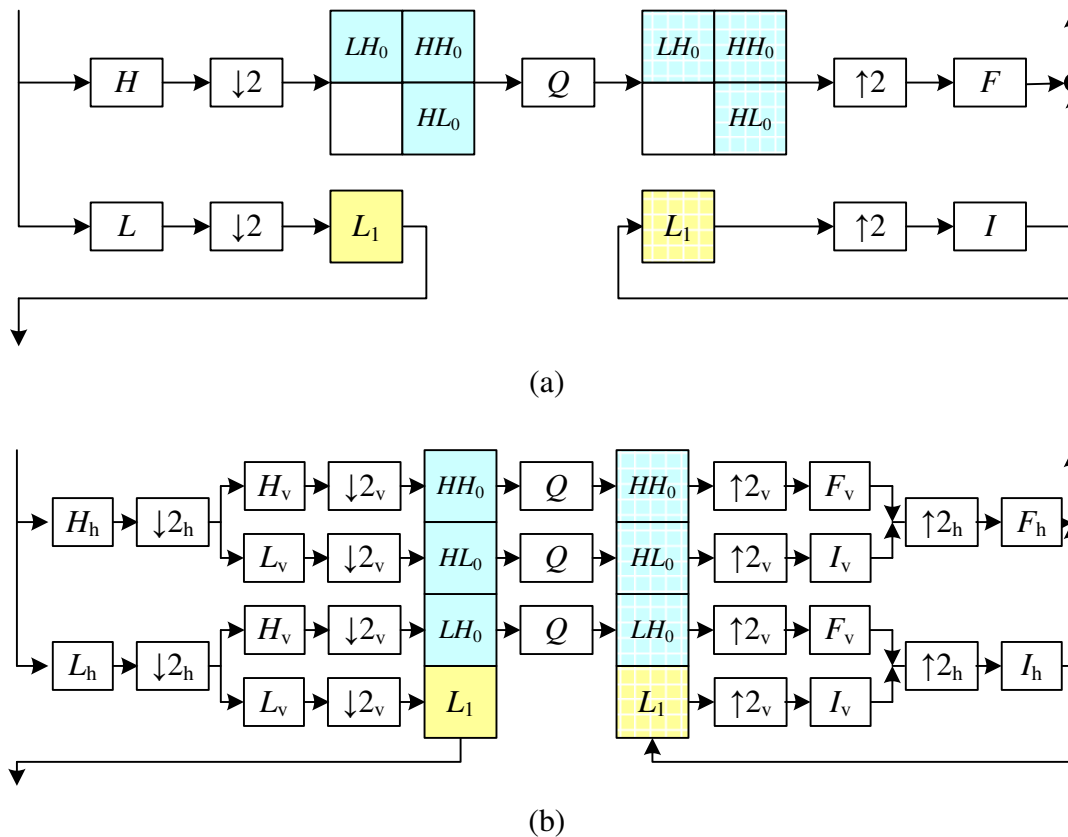 LH₀ HH₀ LH₀ HH₀
H ↓2 Q ↑2 F
HL₀ HL₀
L ↓2 L₁ L₁ ↑2 I
(a)
Hᵥ ↓2ᵥ HH₀ Q HH₀ ↑2ᵥ Fᵥ
Hₕ ↓2ₕ ↑2ₕ Fₕ
Lᵥ ↓2ᵥ HL₀ Q HL₀ ↑2ᵥ Iᵥ
Hᵥ ↓2ᵥ LH₀ Q LH₀ ↑2ᵥ Fᵥ
Lₕ ↓2ₕ ↑2ₕ Iₕ
Lᵥ ↓2ᵥ L₁ L₁ ↑2ᵥ Iᵥ
(b)